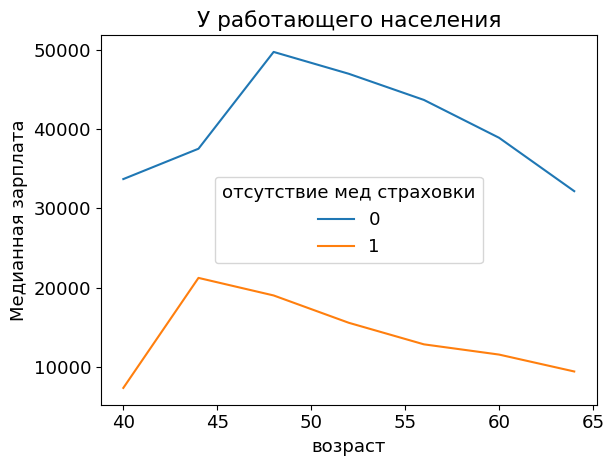 У работающего населения
Медианная зарплата
50000
40000
30000
20000
10000
отсутствие мед страховки
0
1
40 45 50 55 60 65
возраст